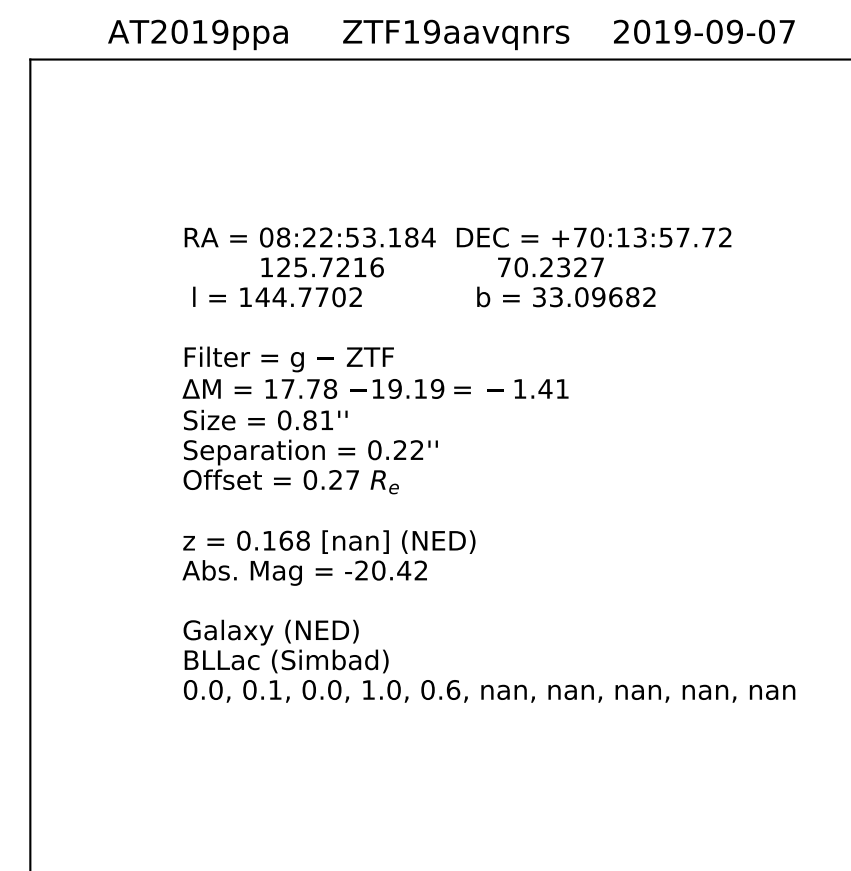 AT2019ppa ZTF19aavqnrs 2019-09-07
RA = 08:22:53.184 DEC = +70:13:57.72
125.7216 70.2327
l = 144.7702 b = 33.09682
Filter = g − ZTF
ΔM = 17.78 −19.19 = − 1.41
Size = 0.81''
Separation = 0.22''
Offset = 0.27 Re
z = 0.168 [nan] (NED)
Abs. Mag = -20.42
Galaxy (NED)
BLLac (Simbad)
0.0, 0.1, 0.0, 1.0, 0.6, nan, nan, nan, nan, nan